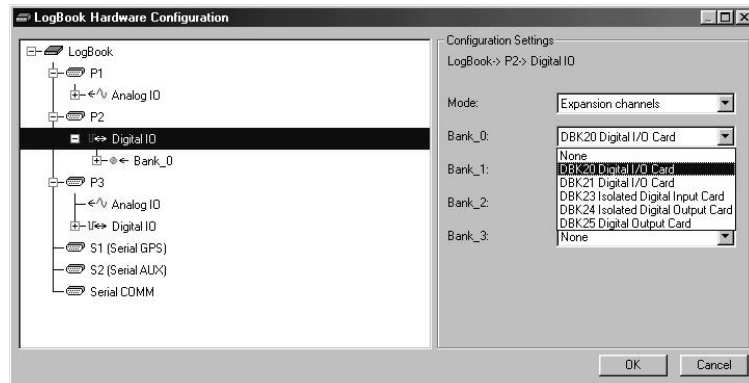 LogBook Hardware Configuration
LogBook
P1
Analog IO
P2
Digital IO
Bank_0
P3
Analog IO
Digital IO
S1 (Serial GPS)
S2 (Serial AUX)
Serial COMM
Configuration Settings
LogBook-> P2-> Digital IO
Mode: Expansion channels
Bank_0: DBK20 Digital I/O Card
None
DBK20 Digital I/O Card
DBK21 Digital I/O Card
DBK23 Isolated Digital Input Card
DBK24 Isolated Digital Output Card
DBK25 Digital Output Card
Bank_1:
Bank_2:
Bank_3: None
OK Cancel